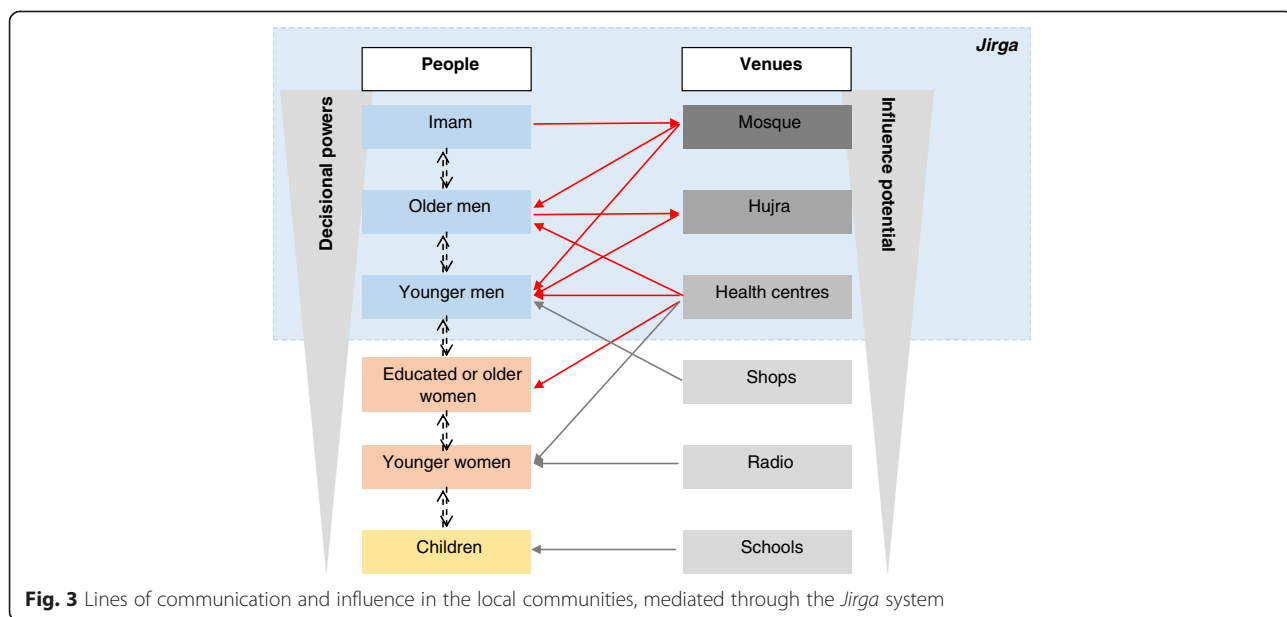 Jirga
People
Venues
Decisional powers
Influence potential
Imam
Mosque
Older men
Hujra
Younger men
Health centres
Educated or older
women
Shops
Younger women
Radio
Children
Schools
Fig. 3 Lines of communication and influence in the local communities, mediated through the Jirga system